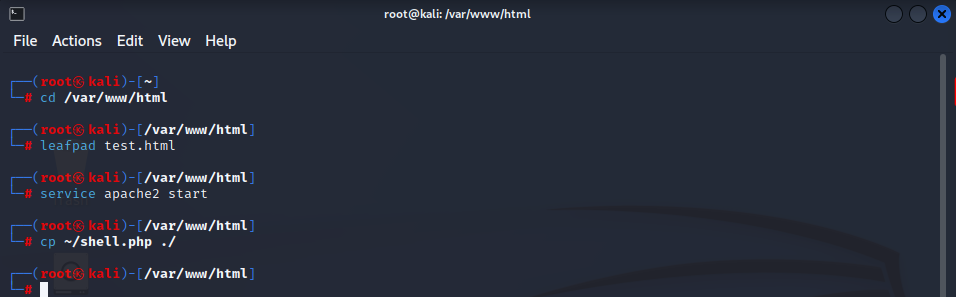 root@kali: /var/www/html
File Actions Edit View Help
┌──(root㉿kali)-[~]
└─# cd /var/www/html
┌──(root㉿kali)-[/var/www/html]
└─# leafpad test.html
┌──(root㉿kali)-[/var/www/html]
└─# service apache2 start
┌──(root㉿kali)-[/var/www/html]
└─# cp ~/shell.php ./
┌──(root㉿kali)-[/var/www/html]
└─#